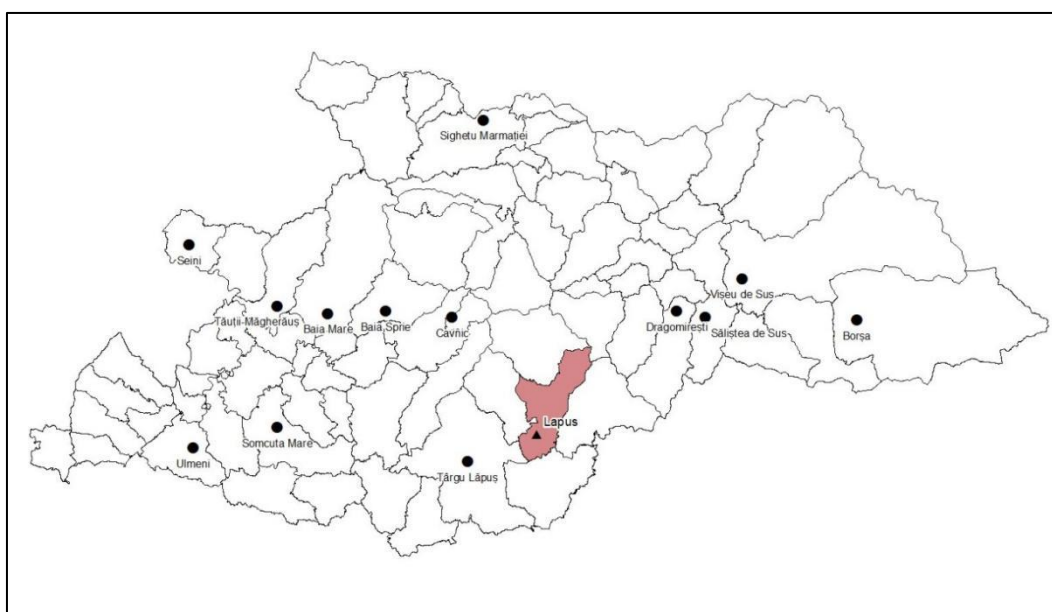 Sighetu Marmației
Seini
Vișeu de Sus
Tăuții-Măgherăuș
Baia Mare
Baia Sprie
Cavnic
Dragomirești
Săliștea de Sus
Borșa
Lapus
Somcuta Mare
Ulmeni
Târgu Lăpuș